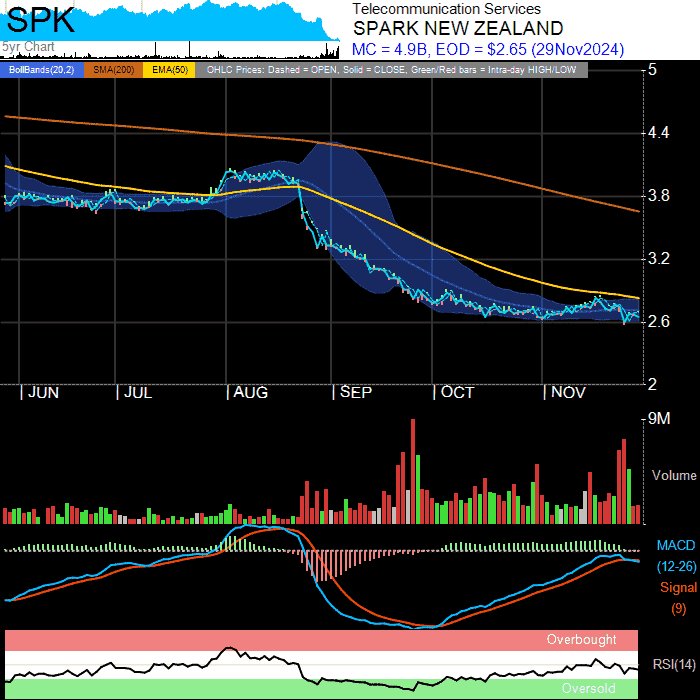 SPK
5yr Chart
Telecommunication Services
SPARK NEW ZEALAND
MC = 4.9B, EOD = $2.65 (29Nov2024)
BollBands(20,2) SMA(200) EMA(50) OHLC Prices: Dashed = OPEN, Solid = CLOSE, Green/Red bars = Intra-day HIGH/LOW
5
4.4
3.8
3.2
2.6
2
JUN JUL AUG SEP OCT NOV
9M
Volume
MACD
(12-26)
Signal
(9)
Overbought
RSI(14)
Oversold